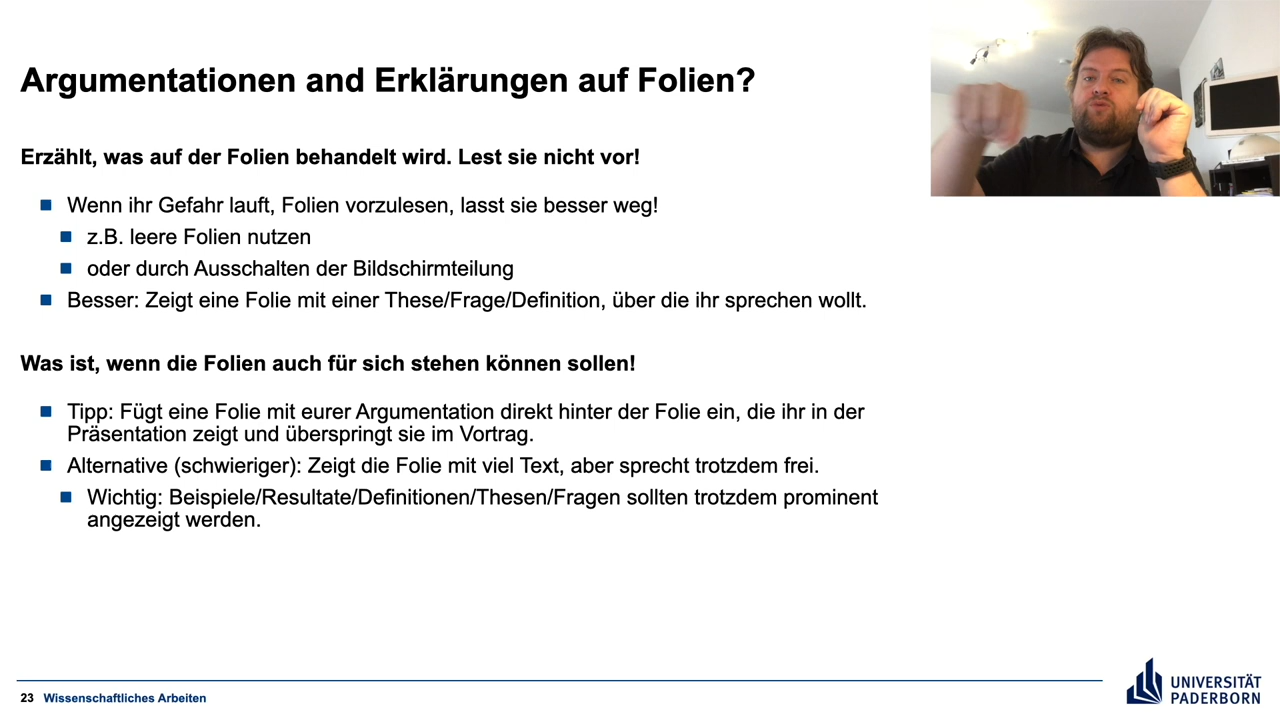 Argumentationen and Erklärungen auf Folien?
Erzählt, was auf der Folien behandelt wird. Lest sie nicht vor!
Wenn ihr Gefahr lauft, Folien vorzulesen, lasst sie besser weg!
z.B. leere Folien nutzen
oder durch Ausschalten der Bildschirmteilung
Besser: Zeigt eine Folie mit einer These/Frage/Definition, über die ihr sprechen wollt.
Was ist, wenn die Folien auch für sich stehen können sollen!
Tipp: Fügt eine Folie mit eurer Argumentation direkt hinter der Folie ein, die ihr in der
Präsentation zeigt und überspringt sie im Vortrag.
Alternative (schwieriger): Zeigt die Folie mit viel Text, aber sprecht trotzdem frei.
Wichtig: Beispiele/Resultate/Definitionen/Thesen/Fragen sollten trotzdem prominent
angezeigt werden.
23 Wissenschaftliches Arbeiten
UNIVERSITÄT
PADERBORN